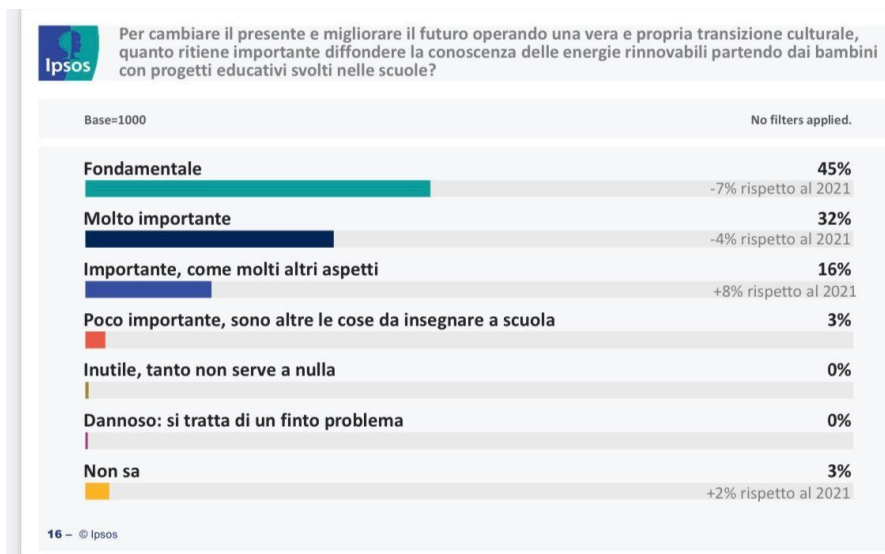 Ipsos
Per cambiare il presente e migliorare il futuro operando una vera e propria transizione culturale,
quanto ritiene importante diffondere la conoscenza delle energie rinnovabili partendo dai bambini
con progetti educativi svolti nelle scuole?
Base=1000 No filters applied.
Fondamentale 45%
-7% rispetto al 2021
Molto importante 32%
-4% rispetto al 2021
Importante, come molti altri aspetti 16%
+8% rispetto al 2021
Poco importante, sono altre le cose da insegnare a scuola 3%
Inutile, tanto non serve a nulla 0%
Dannoso: si tratta di un finto problema 0%
Non sa 3%
+2% rispetto al 2021
16 – © Ipsos